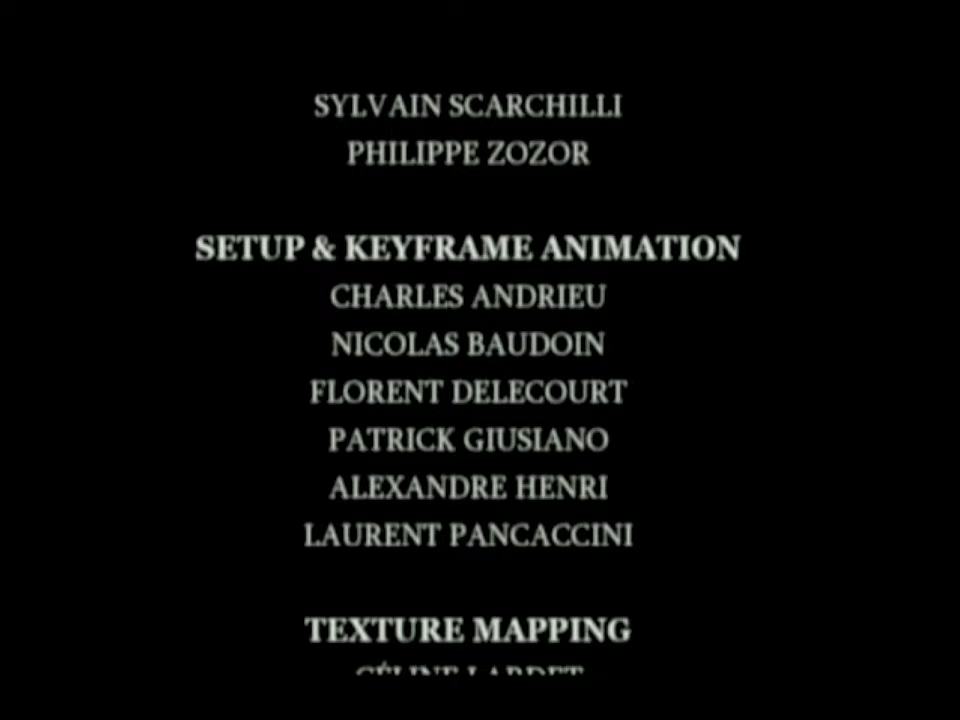 SYLVAIN SCARCHILLI
PHILIPPE ZOZOR
SETUP & KEYFRAME ANIMATION
CHARLES ANDRIEU
NICOLAS BAUDOIN
FLORENT DELECOURT
PATRICK GIUSIANO
ALEXANDRE HENRI
LAURENT PANCACCINI
TEXTURE MAPPING
CÉLINE